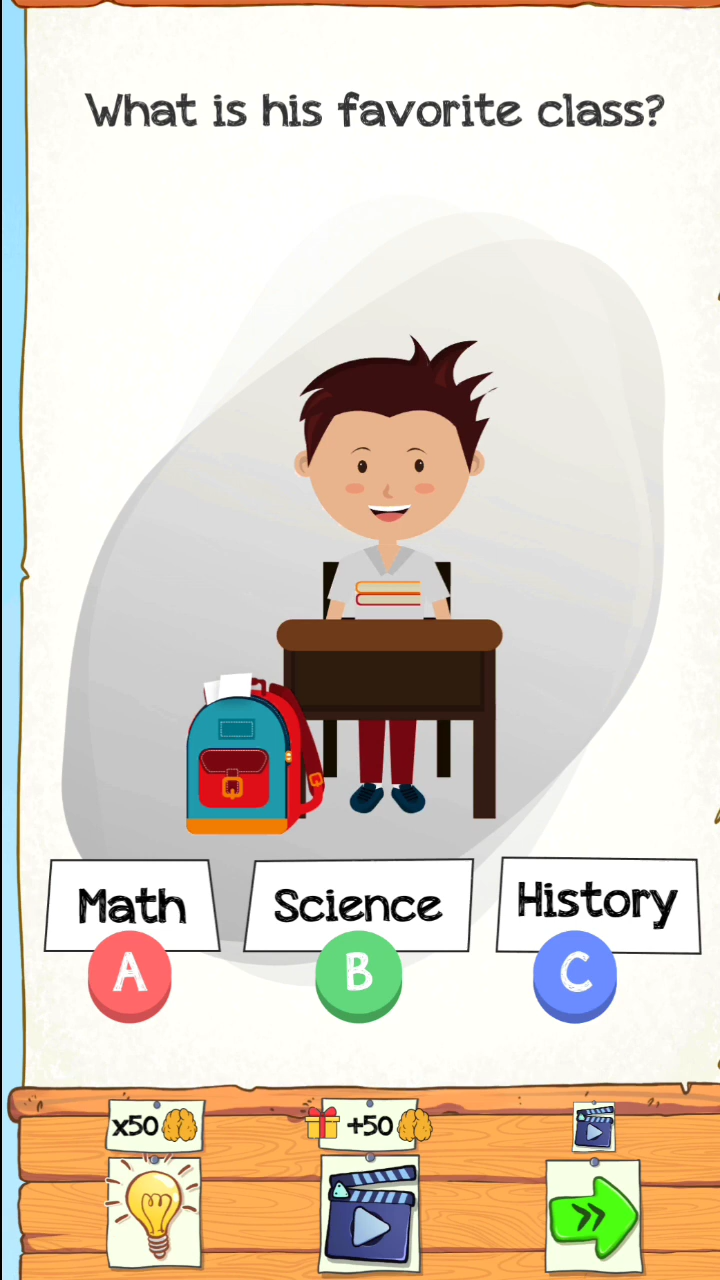 What is his favorite class?
Math
Science
History
A
B
C
x50
+50